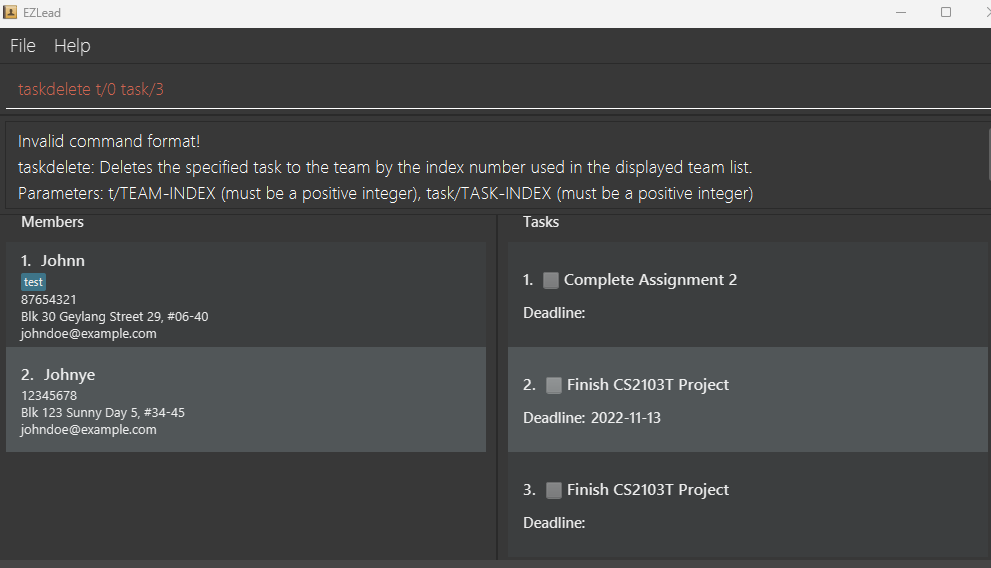 EZLead
File Help
taskdelete t/0 task/3
Invalid command format!
taskdelete: Deletes the specified task to the team by the index number used in the displayed team list.
Parameters: t/TEAM-INDEX (must be a positive integer), task/TASK-INDEX (must be a positive integer)
Members
1. Johnn
test
87654321
Blk 30 Geylang Street 29, #06-40
johndoe@example.com
2. Johnye
12345678
Blk 123 Sunny Day 5, #34-45
johndoe@example.com
Tasks
1. Complete Assignment 2
Deadline:
2. Finish CS2103T Project
Deadline: 2022-11-13
3. Finish CS2103T Project
Deadline: